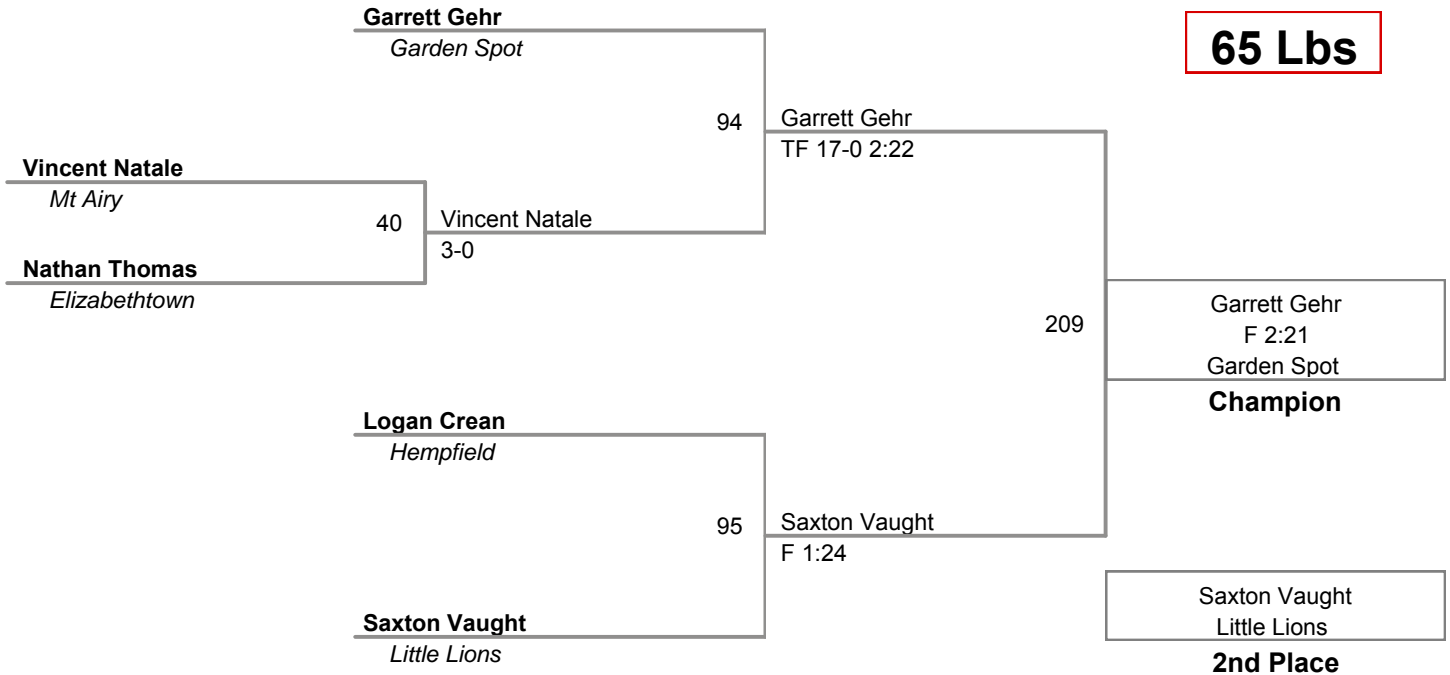 Garrett Gehr
Garden Spot
65 Lbs
94
Garrett Gehr
TF 17-0 2:22
Vincent Natale
Mt Airy
40
Vincent Natale
3-0
Nathan Thomas
Elizabethtown
209
Garrett Gehr
F 2:21
Garden Spot
Champion
Logan Crean
Hempfield
95
Saxton Vaught
F 1:24
Saxton Vaught
Little Lions
Saxton Vaught
Little Lions
2nd Place